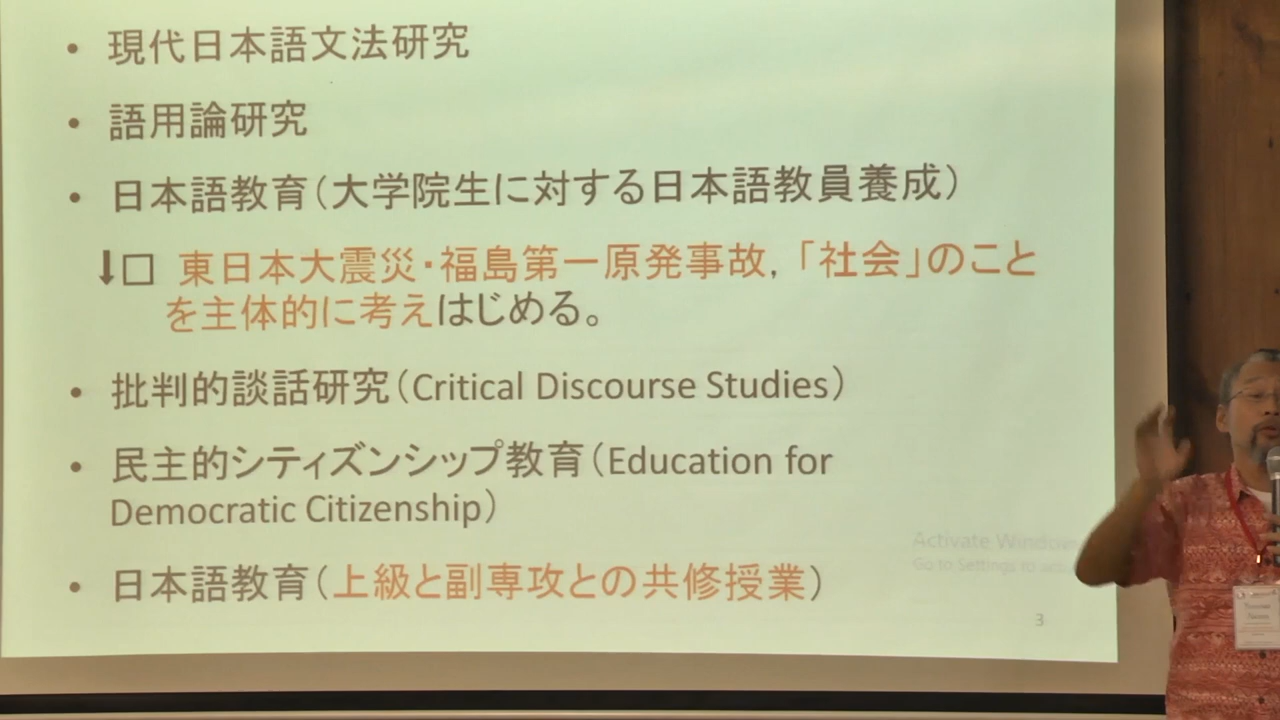 • 現代日本語文法研究
• 語用論研究
• 日本語教育（大学院生に対する日本語教員養成）
↓□ 東日本大震災・福島第一原発事故，「社会」のこと
を主体的に考えはじめる。
• 批判的談話研究（Critical Discourse Studies）
• 民主的シティズンシップ教育（Education for
Democratic Citizenship）
• 日本語教育（上級と副専攻との共修授業）
Activate Windows
Go to Settings to
3